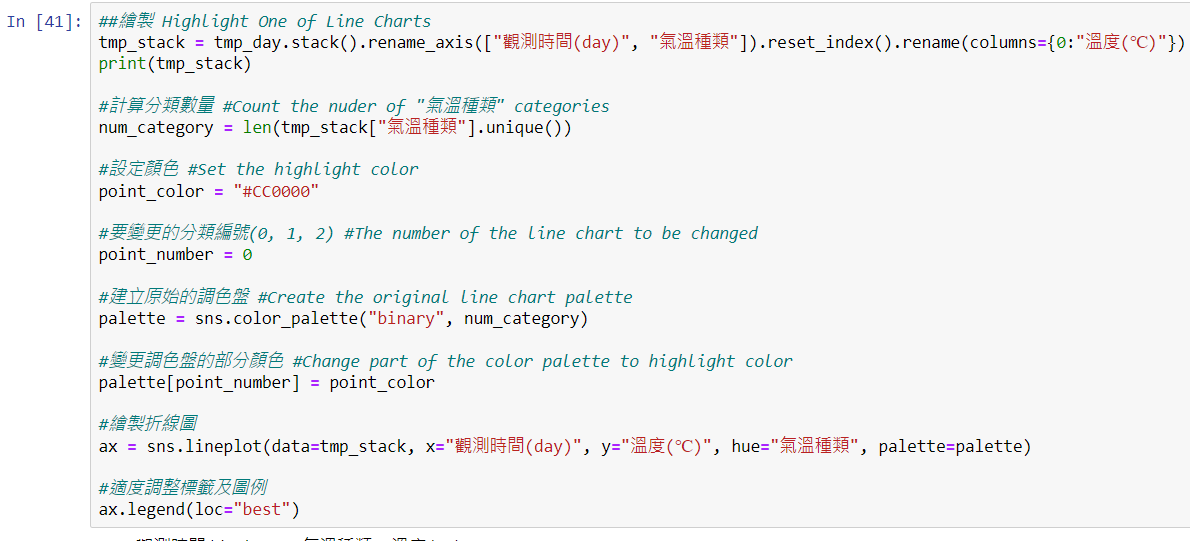 In [41]: ##繪製 Highlight One of Line Charts
tmp_stack = tmp_day.stack().rename_axis(["觀測時間(day)", "氣溫種類"]).reset_index().rename(columns={0:"溫度(℃)"})
print(tmp_stack)
#計算分類數量 #Count the nuder of "氣溫種類" categories
num_category = len(tmp_stack["氣溫種類"].unique())
#設定顏色 #Set the highlight color
point_color = "#CC0000"
#要變更的分類編號(0, 1, 2) #The number of the line chart to be changed
point_number = 0
#建立原始的調色盤 #Create the original line chart palette
palette = sns.color_palette("binary", num_category)
#變更調色盤的部分顏色 #Change part of the color palette to highlight color
palette[point_number] = point_color
#繪製折線圖
ax = sns.lineplot(data=tmp_stack, x="觀測時間(day)", y="溫度(℃)", hue="氣溫種類", palette=palette)
#適度調整標籤及圖例
ax.legend(loc="best")